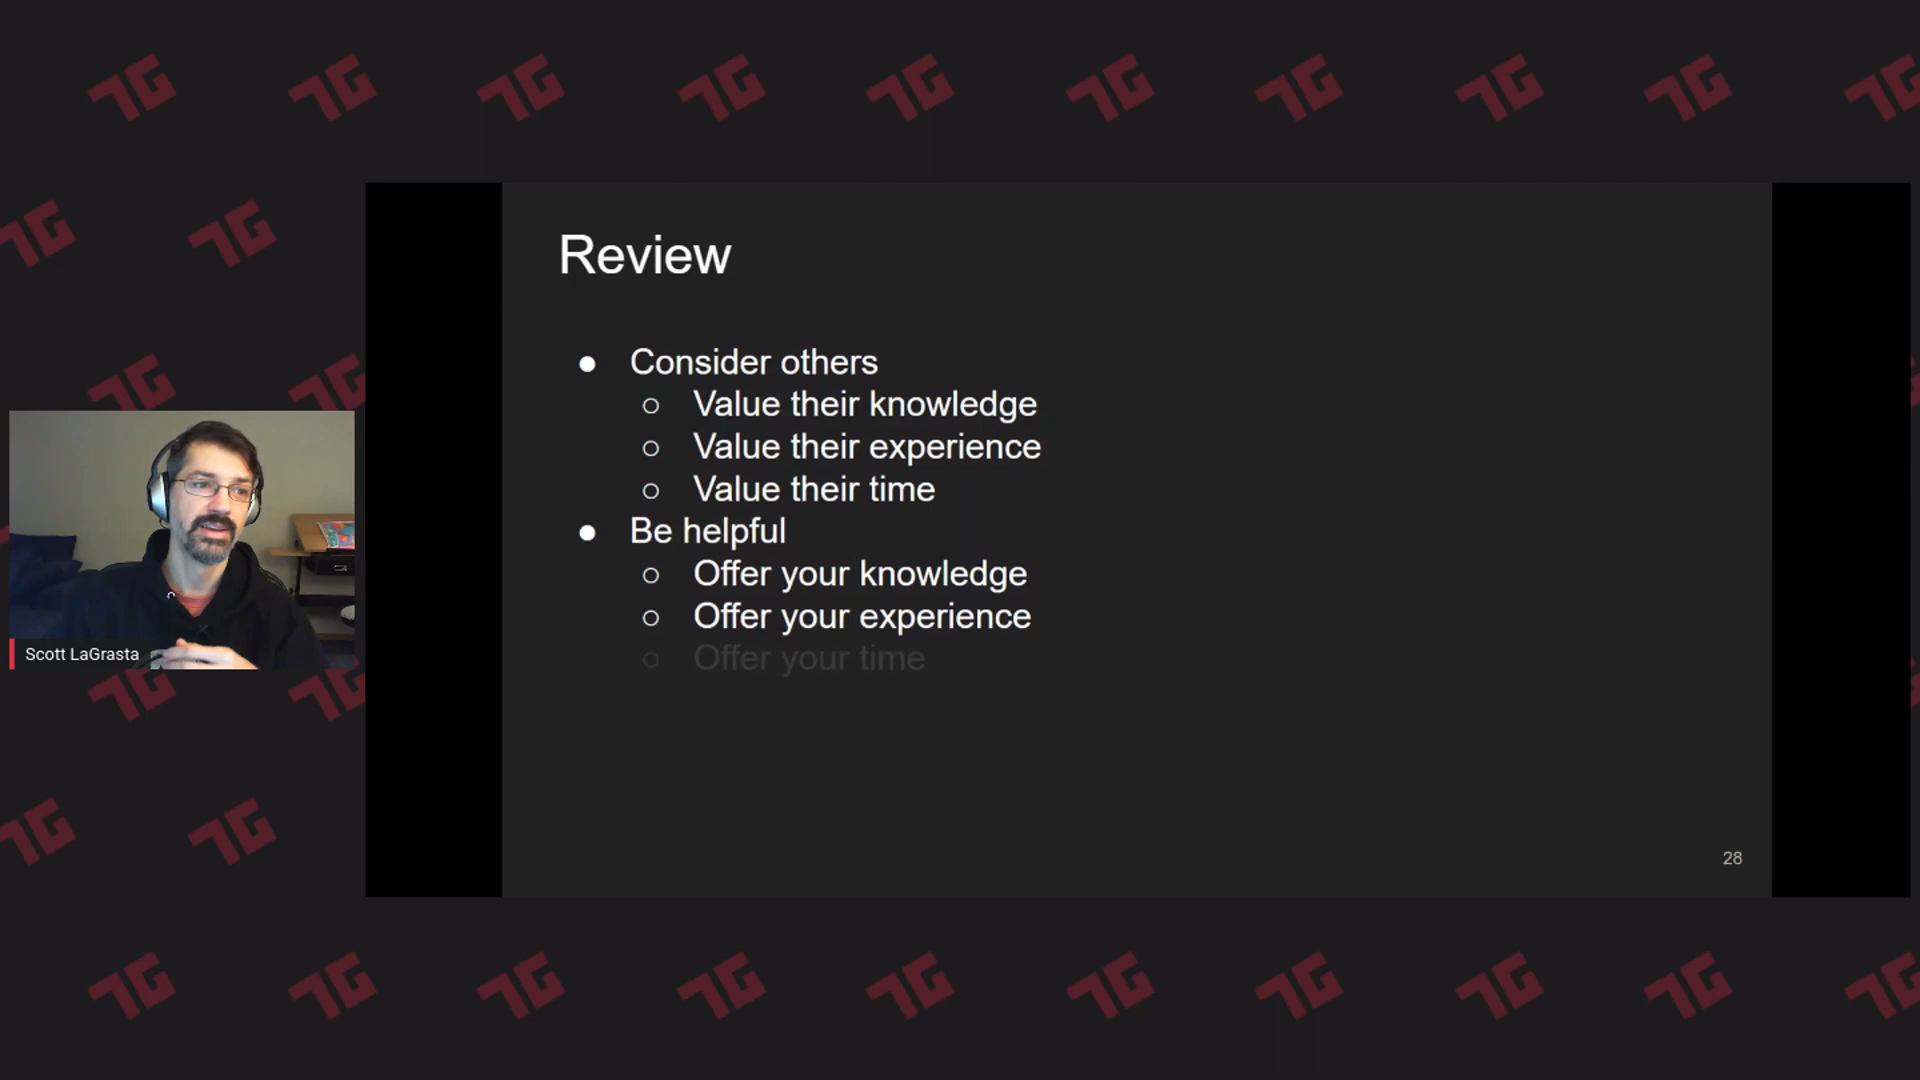 Review
● Consider others
○ Value their knowledge
○ Value their experience
○ Value their time
● Be helpful
○ Offer your knowledge
○ Offer your experience
○ Offer your time
Scott LaGrasta
28